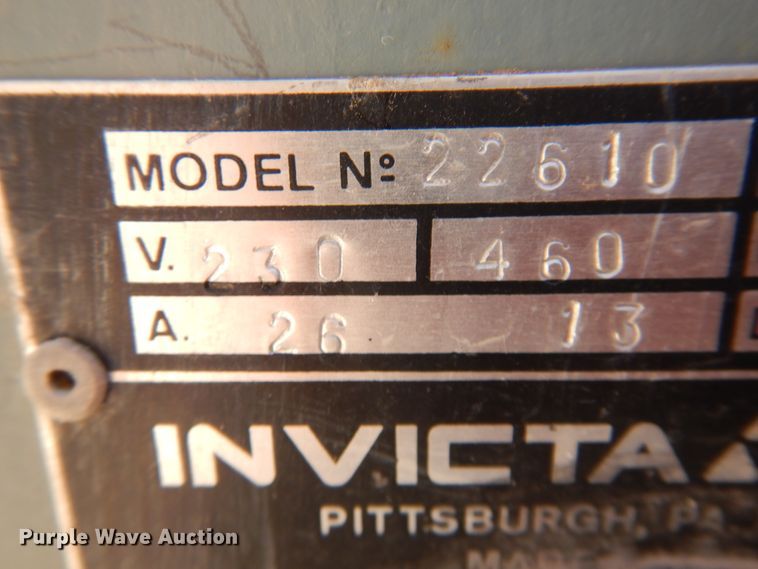 MODEL Nº 22610
V. 230 460
A. 26 13
INVICTA
PITTSBURGH, PA
Purple Wave Auction